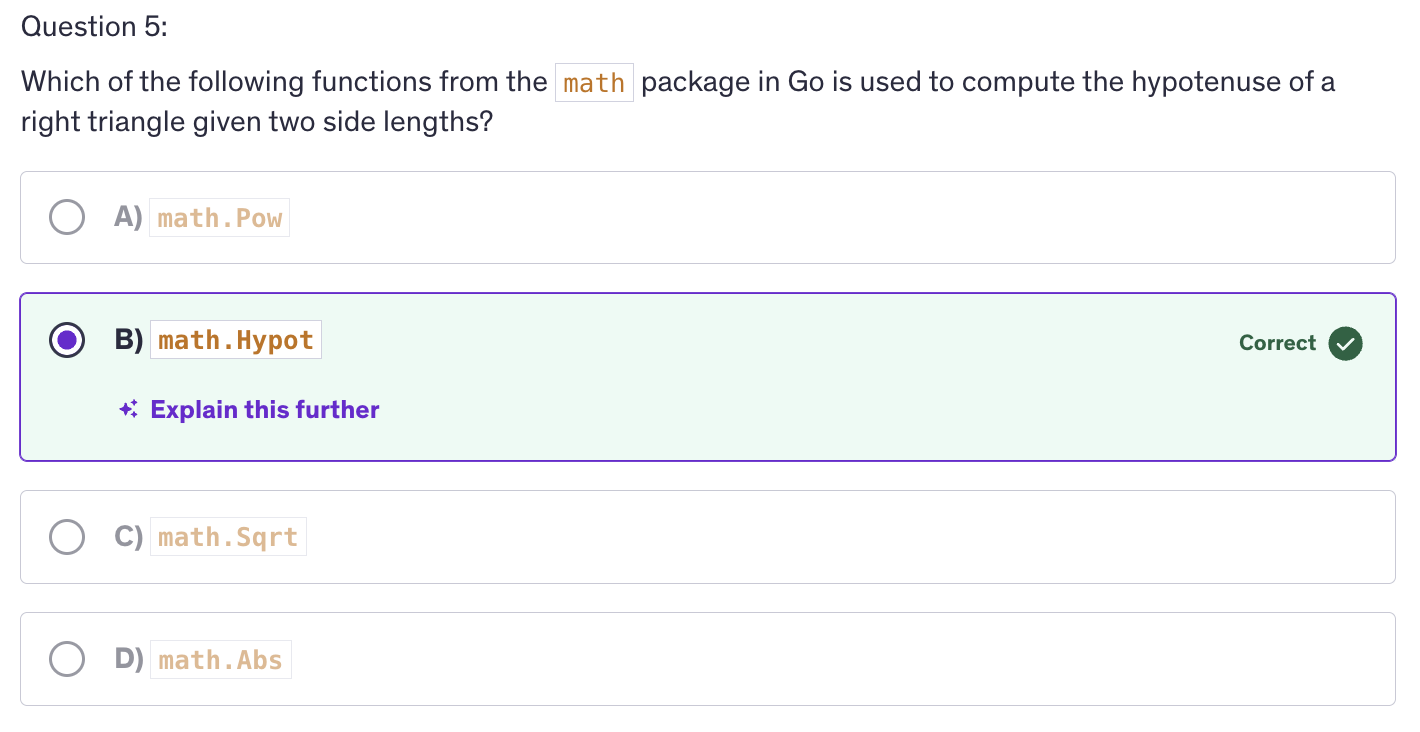 Question 5:
Which of the following functions from the math package in Go is used to compute the hypotenuse of a
right triangle given two side lengths?
A) math.Pow
B) math.Hypot
Correct
Explain this further
C) math.Sqrt
D) math.Abs